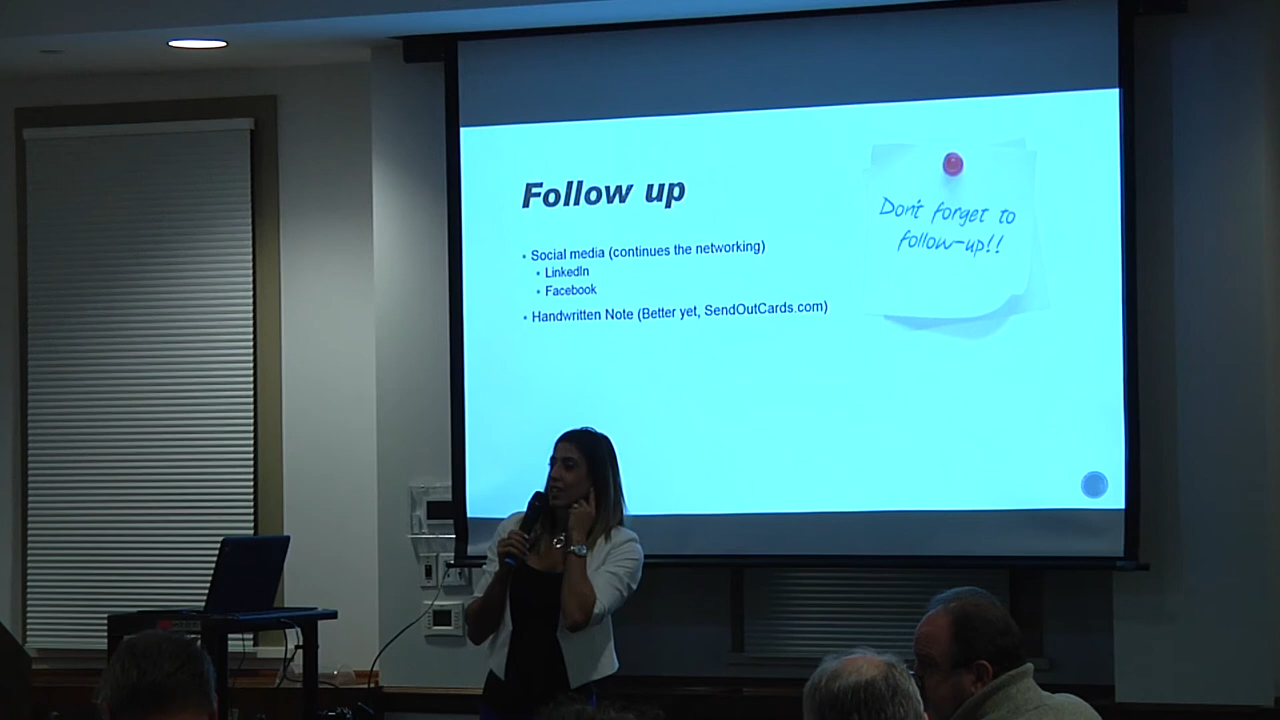 Follow up
• Social media (continues the networking)
• LinkedIn
• Facebook
• Handwritten Note (Better yet, SendOutCards.com)
Don't forget to
follow-up!!